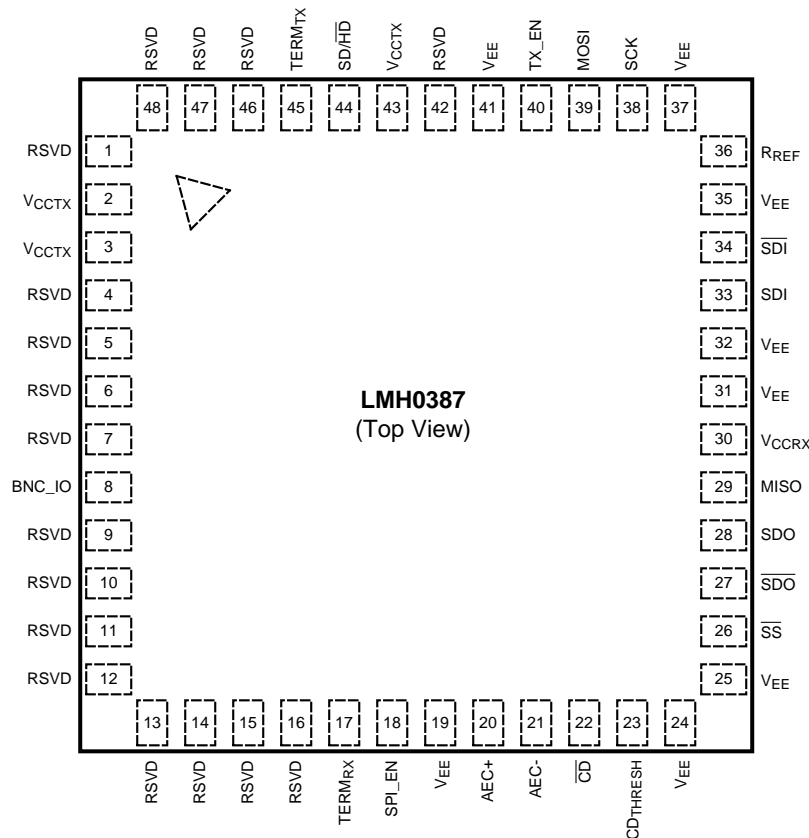 RSVD RSVD RSVD TERMTX SD/H̅D̅ VCCTX RSVD VEE TX_EN MOSI SCK VEE
48 47 46 45 44 43 42 41 40 39 38 37
RSVD 1 36 RREF
VCCTX 2 35 VEE
VCCTX 3 34 S̅D̅I̅
RSVD 4 33 SDI
RSVD 5 32 VEE
RSVD 6 31 VEE
LMH0387
(Top View)
RSVD 7 30 VCCRX
BNC_IO 8 29 MISO
RSVD 9 28 SDO
RSVD 10 27 S̅D̅O̅
RSVD 11 26 S̅S̅
RSVD 12 25 VEE
13 14 15 16 17 18 19 20 21 22 23 24
RSVD RSVD RSVD RSVD TERMRX SPI_EN VEE AEC+ AEC- C̅D̅ CDTHRESH VEE